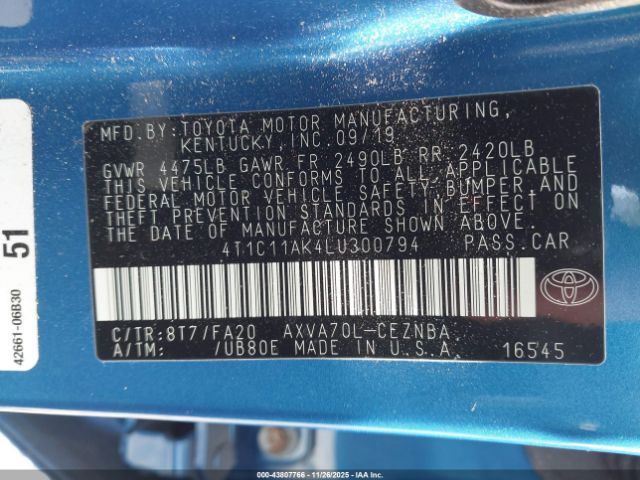 MFD.BY:TOYOTA MOTOR MANUFACTURING,
KENTUCKY, INC. 09/19
GVWR 4475LB GAWR FR 2490LB RR 2420LB
THIS VEHICLE CONFORMS TO ALL APPLICABLE
FEDERAL MOTOR VEHICLE SAFETY, BUMPER, AND
THEFT PREVENTION STANDARDS IN EFFECT ON
THE DATE OF MANUFACTURE SHOWN ABOVE.
4T1C11AK4LU300794 PASS.CAR
C/TR:8T7/FA20 AXVA70L-CEZNBA
A/TM: /UB80E MADE IN U.S.A. 16545
51
42661-06B30
000-43807766 - 11/26/2025 - IAAI.COM